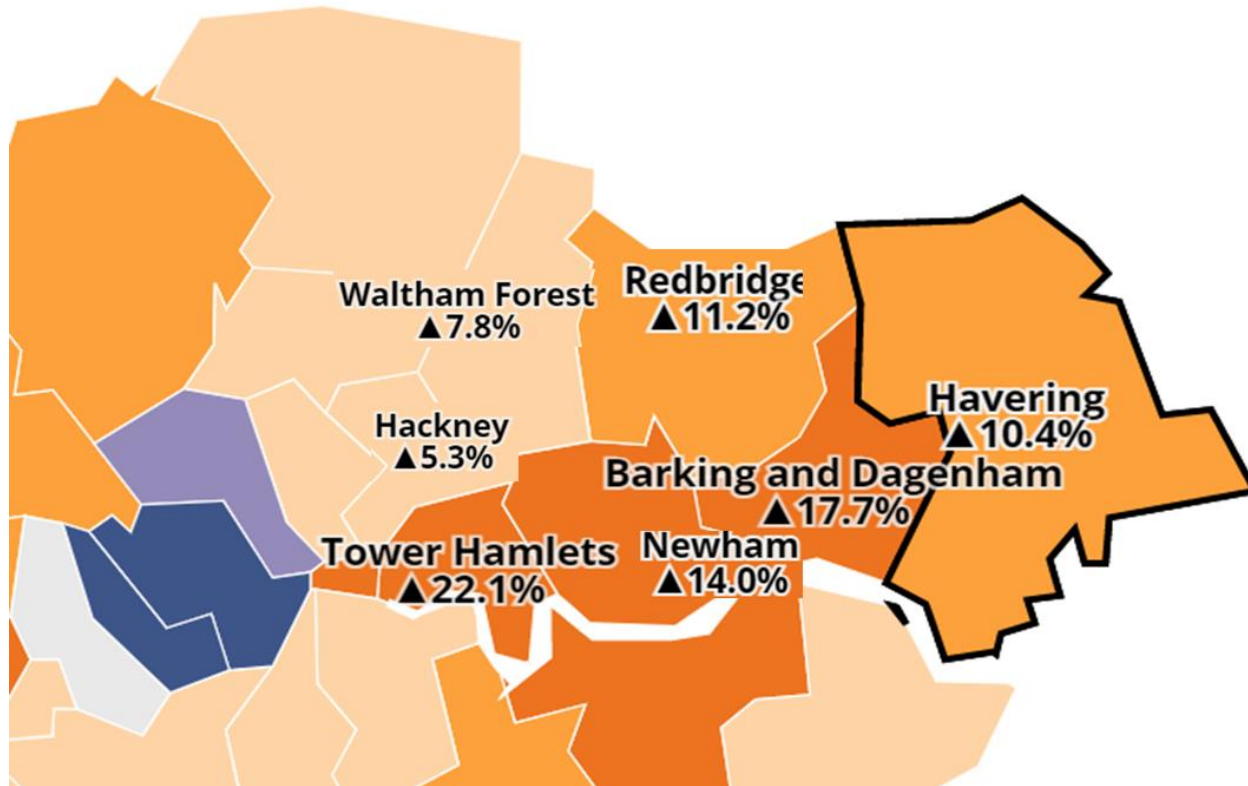 Waltham Forest
▲7.8%
Redbridge
▲11.2%
Hackney
▲5.3%
Havering
▲10.4%
Barking and Dagenham
▲17.7%
Tower Hamlets
▲22.1%
Newham
▲14.0%